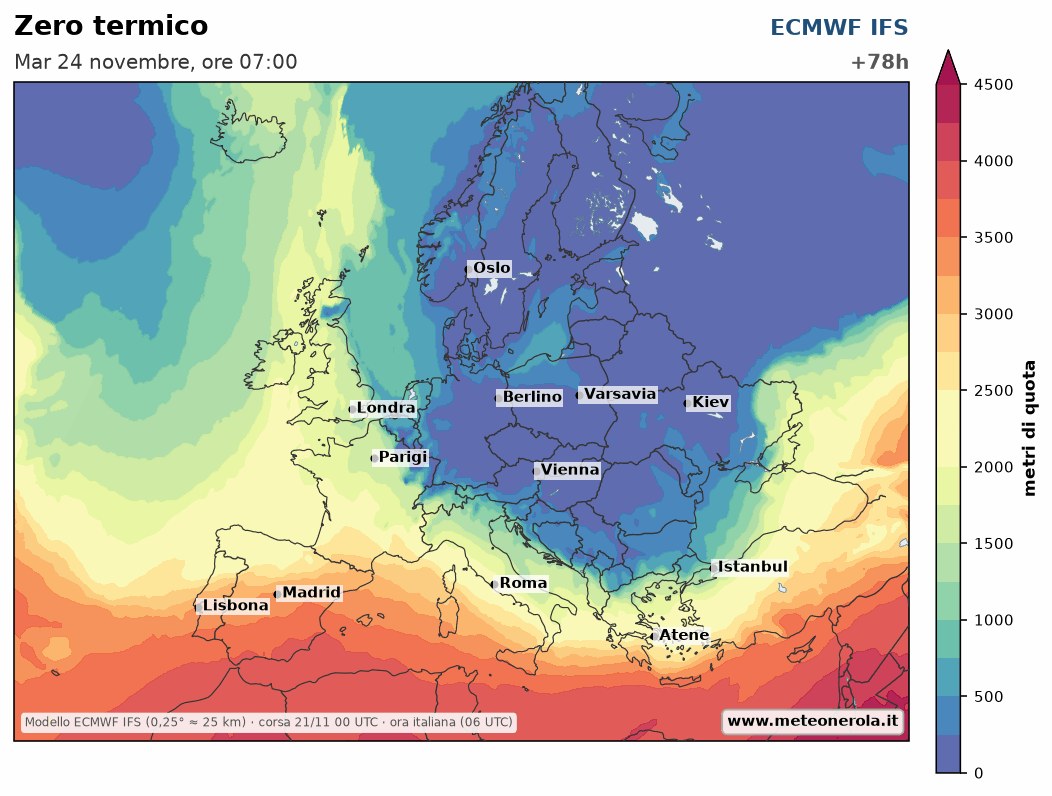 Zero termico
ECMWF IFS
Mar 24 novembre, ore 07:00
+78h
4500
4000
3500
3000
2500
2000
1500
1000
500
0
metri di quota
Oslo
Berlino
Varsavia
Kiev
Londra
Parigi
Vienna
Istanbul
Roma
Madrid
Lisbona
Atene
Modello ECMWF IFS (0,25° ≈ 25 km) · corsa 21/11 00 UTC · ora italiana (06 UTC)
www.meteonerola.it